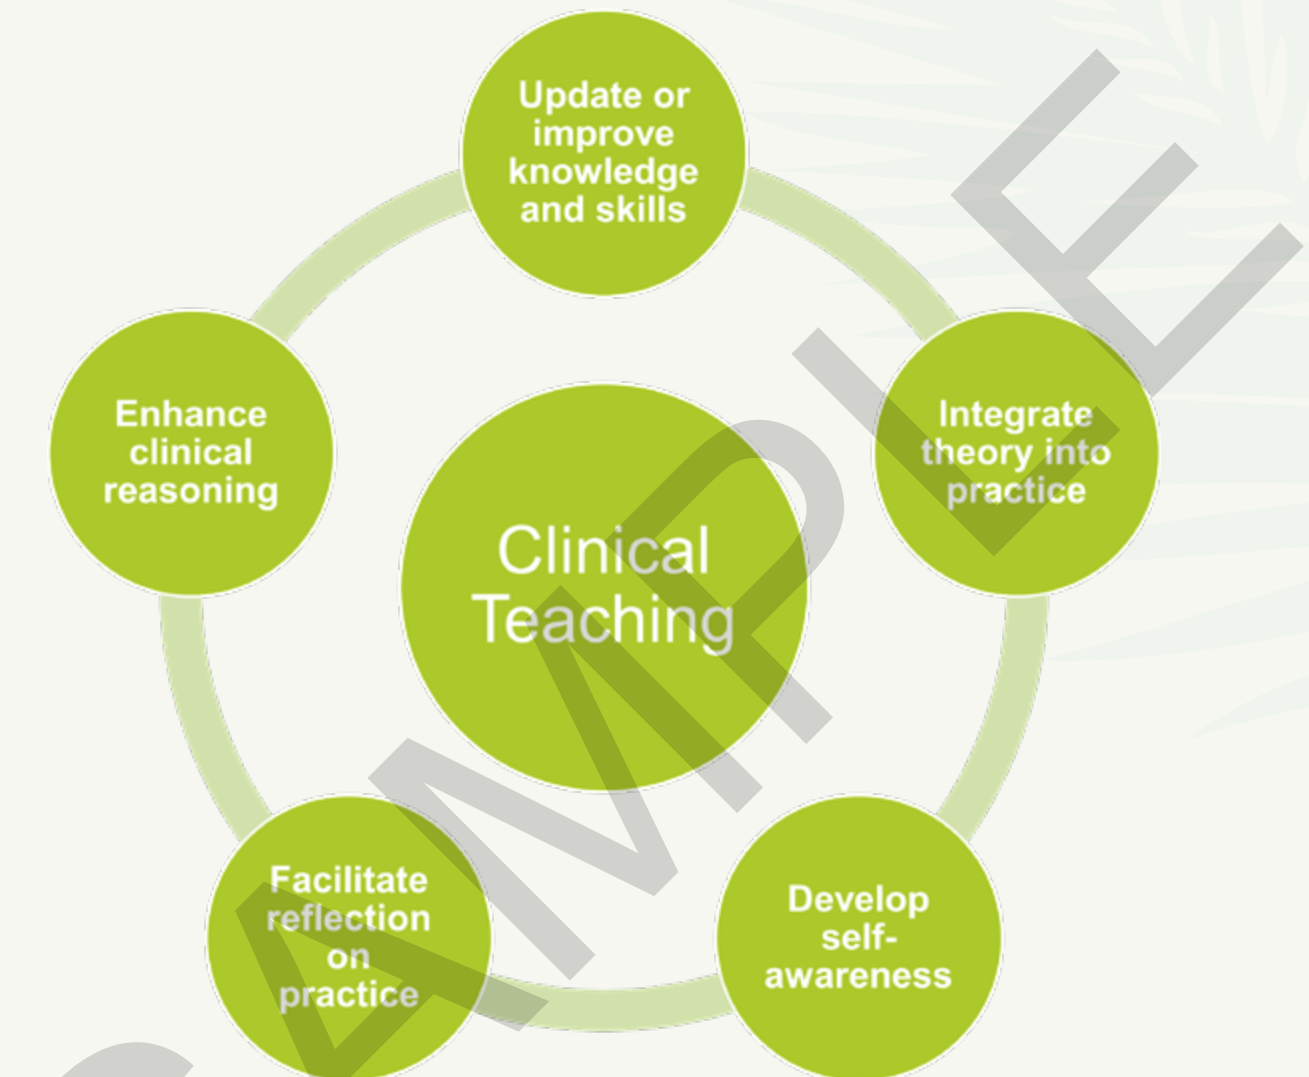 Update or
improve
knowledge
and skills
Enhance
clinical
reasoning
Integrate
theory into
practice
Clinical
Teaching
Facilitate
reflection
on
practice
Develop
self-
awareness
SAMPLE